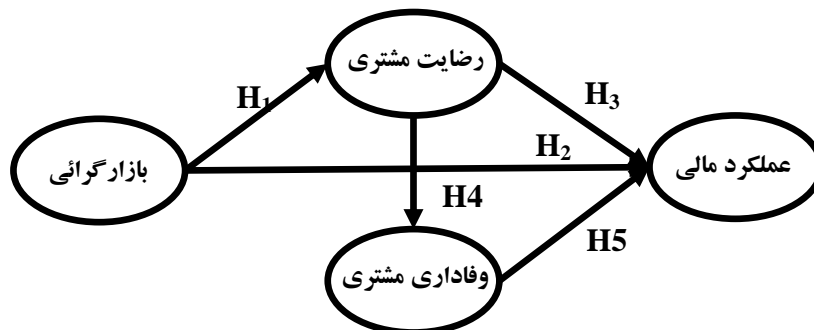 رضایت مشتری
H₁
H₃
بازارگرائی
H₂
عملکرد مالی
H4
H5
وفاداری مشتری